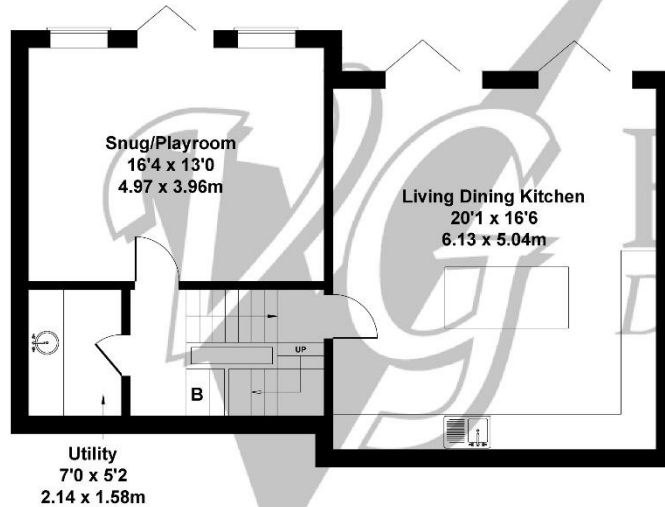 Snug/Playroom
16'4 x 13'0
4.97 x 3.96m
Living Dining Kitchen
20'1 x 16'6
6.13 x 5.04m
UP
B
Utility
7'0 x 5'2
2.14 x 1.58m